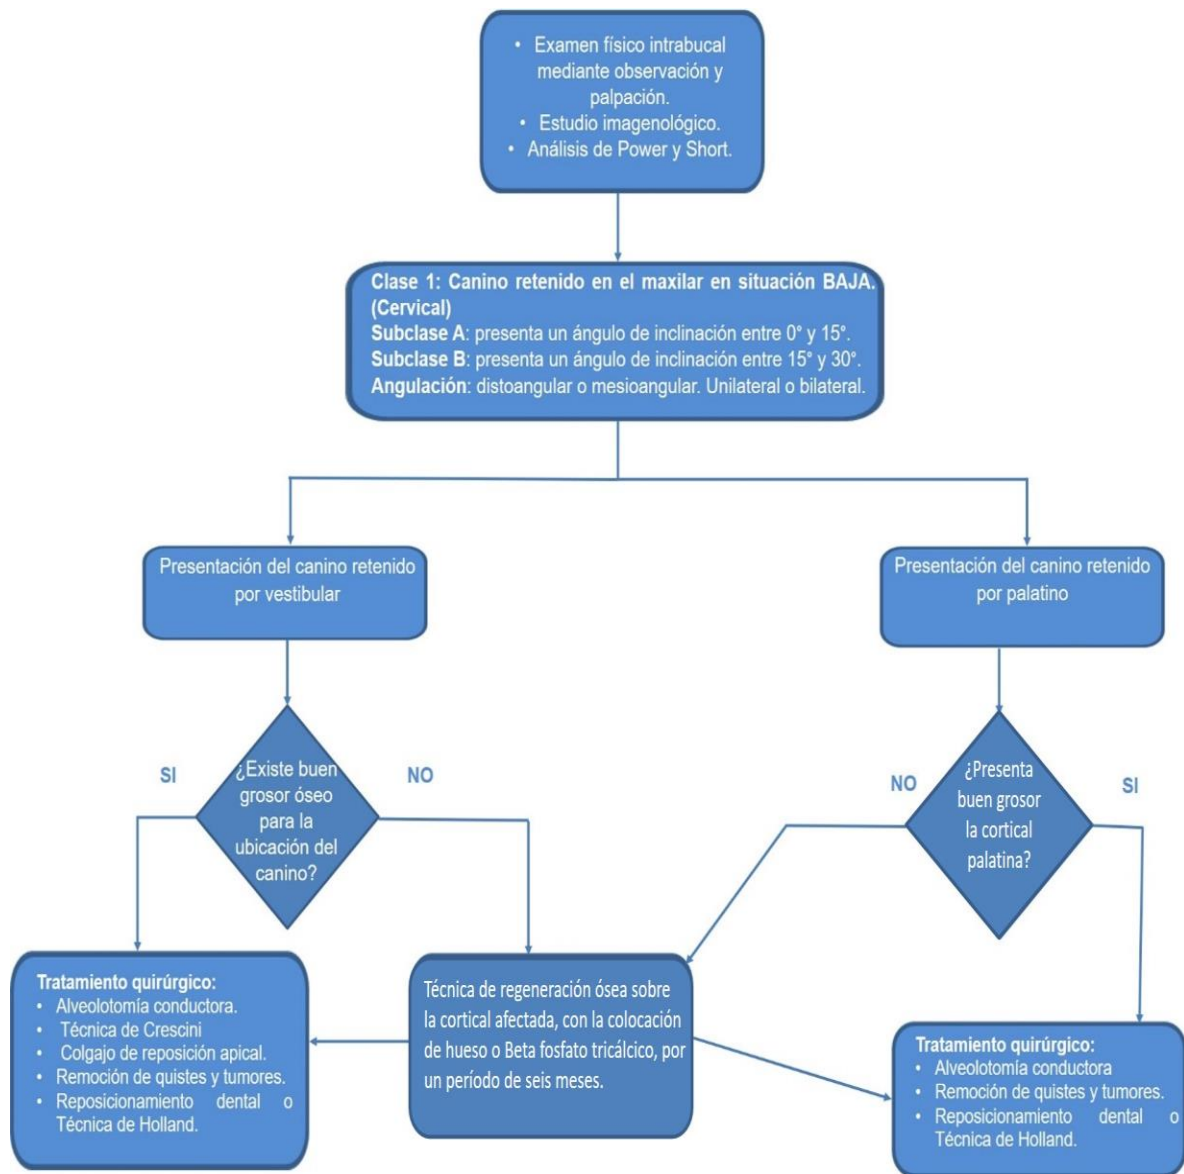 • Examen físico intrabucal
mediante observación y
palpación.
• Estudio imagenológico.
• Análisis de Power y Short.
Clase 1: Canino retenido en el maxilar en situación BAJA.
(Cervical)
Subclase A: presenta un ángulo de inclinación entre 0° y 15°.
Subclase B: presenta un ángulo de inclinación entre 15° y 30°.
Angulación: distoangular o mesioangular. Unilateral o bilateral.
Presentación del canino retenido
por vestibular
Presentación del canino retenido
por palatino
¿Existe buen
grosor óseo
para la
ubicación del
canino?
SI
NO
¿Presenta
buen grosor
la cortical
palatina?
NO
SI
Tratamiento quirúrgico:
• Alveolotomía conductora.
• Técnica de Crescini
• Colgajo de reposición apical.
• Remoción de quistes y tumores.
• Reposicionamiento dental o
Técnica de Holland.
Técnica de regeneración ósea sobre
la cortical afectada, con la colocación
de hueso o Beta fosfato tricálcico, por
un período de seis meses.
Tratamiento quirúrgico:
• Alveolotomía conductora
• Remoción de quistes y tumores.
• Reposicionamiento dental o
Técnica de Holland.